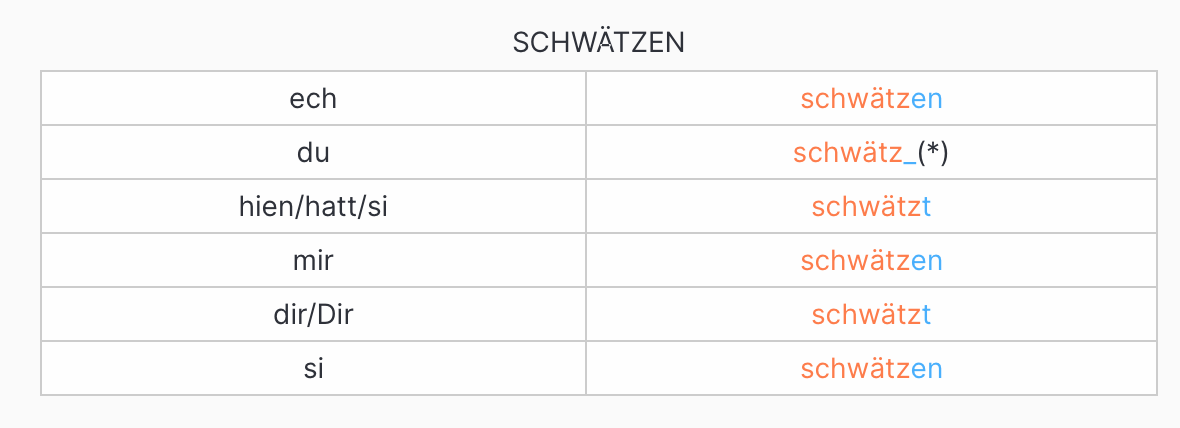 SCHWÄTZEN
ech schwätzen
du schwätz_(*)
hien/hatt/si schwätzt
mir schwätzen
dir/Dir schwätzt
si schwätzen